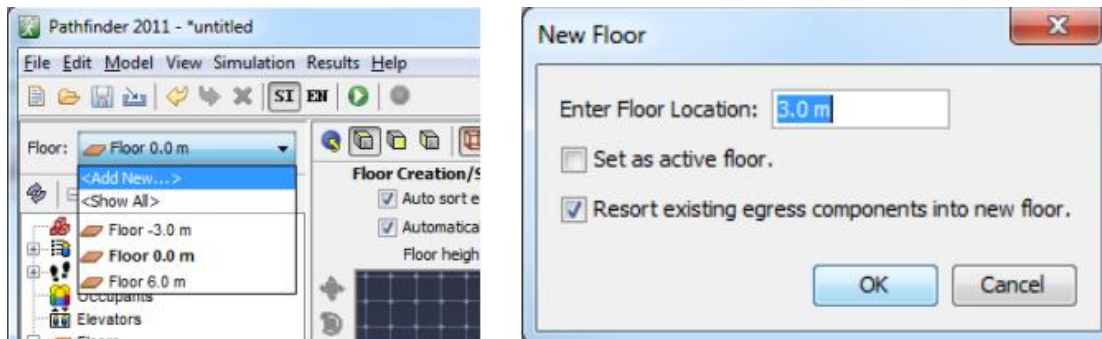 Pathfinder 2011 - *untitled
File Edit Model View Simulation Results Help
SI EN
Floor: Floor 0.0 m
<Add New...>
<Show All>
Floor -3.0 m
Floor 0.0 m
Floor 6.0 m
Occupants
Elevators
Floor Creation/S
Auto sort e
Automatica
Floor heigh
New Floor
Enter Floor Location: 3.0 m
Set as active floor.
Resort existing egress components into new floor.
OK Cancel